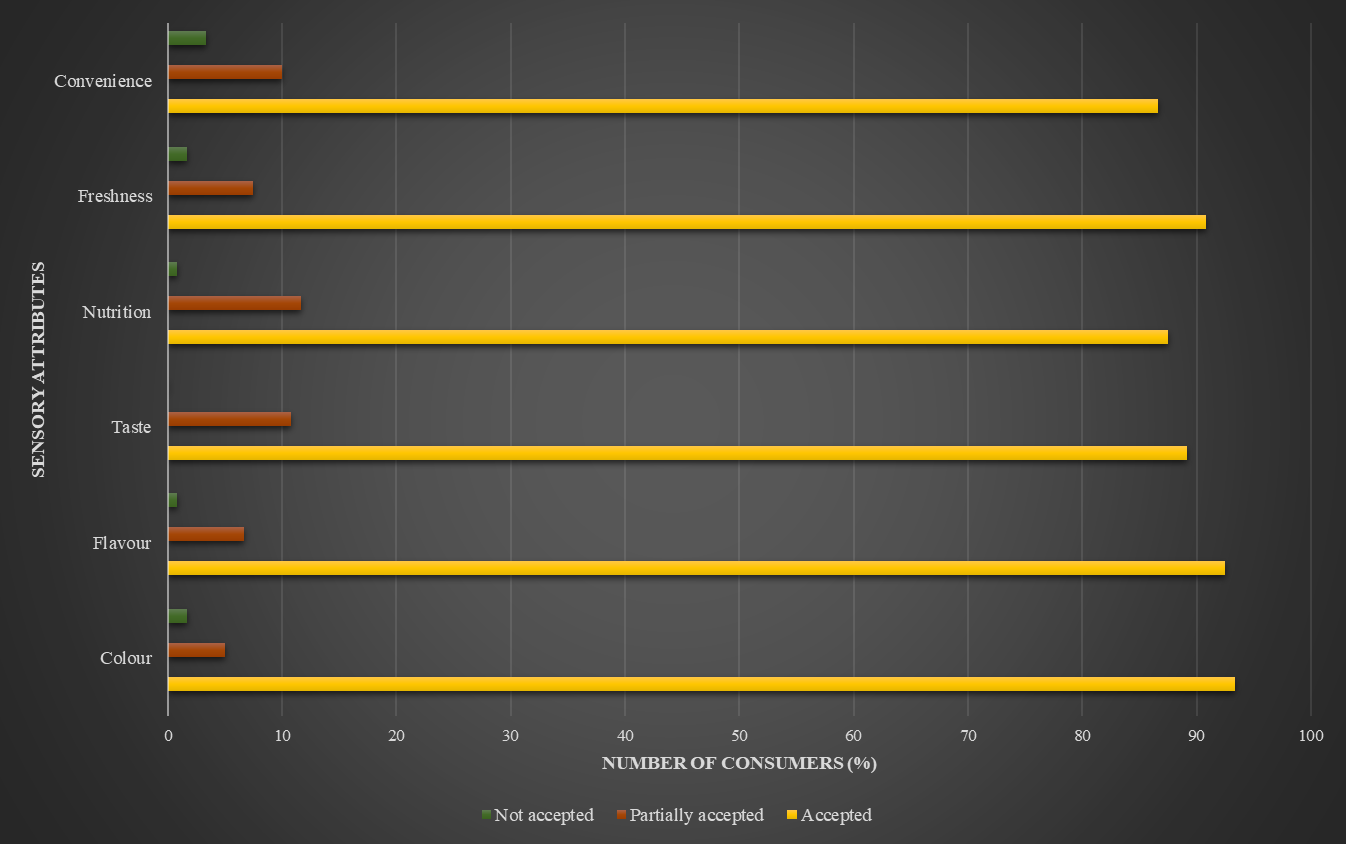 SENSORY ATTRIBUTES
Convenience
Freshness
Nutrition
Taste
Flavour
Colour
0 10 20 30 40 50 60 70 80 90 100
NUMBER OF CONSUMERS (%)
Not accepted Partially accepted Accepted